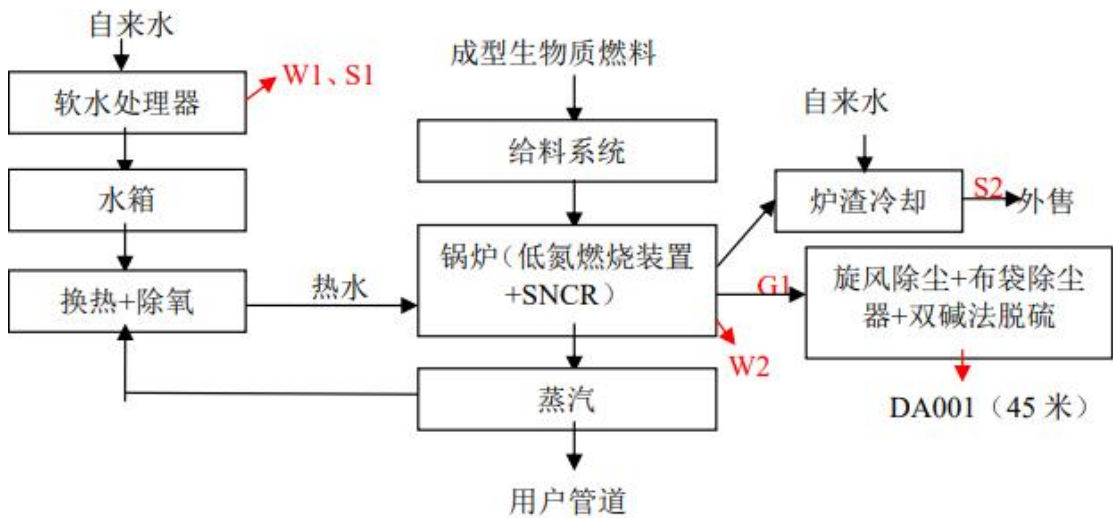 自来水
软水处理器
W1、S1
水箱
换热+除氧
热水
成型生物质燃料
给料系统
锅炉（低氮燃烧装置
+SNCR）
W2
蒸汽
用户管道
自来水
炉渣冷却
S2
外售
G1
旋风除尘+布袋除尘
器+双碱法脱硫
DA001（45 米）